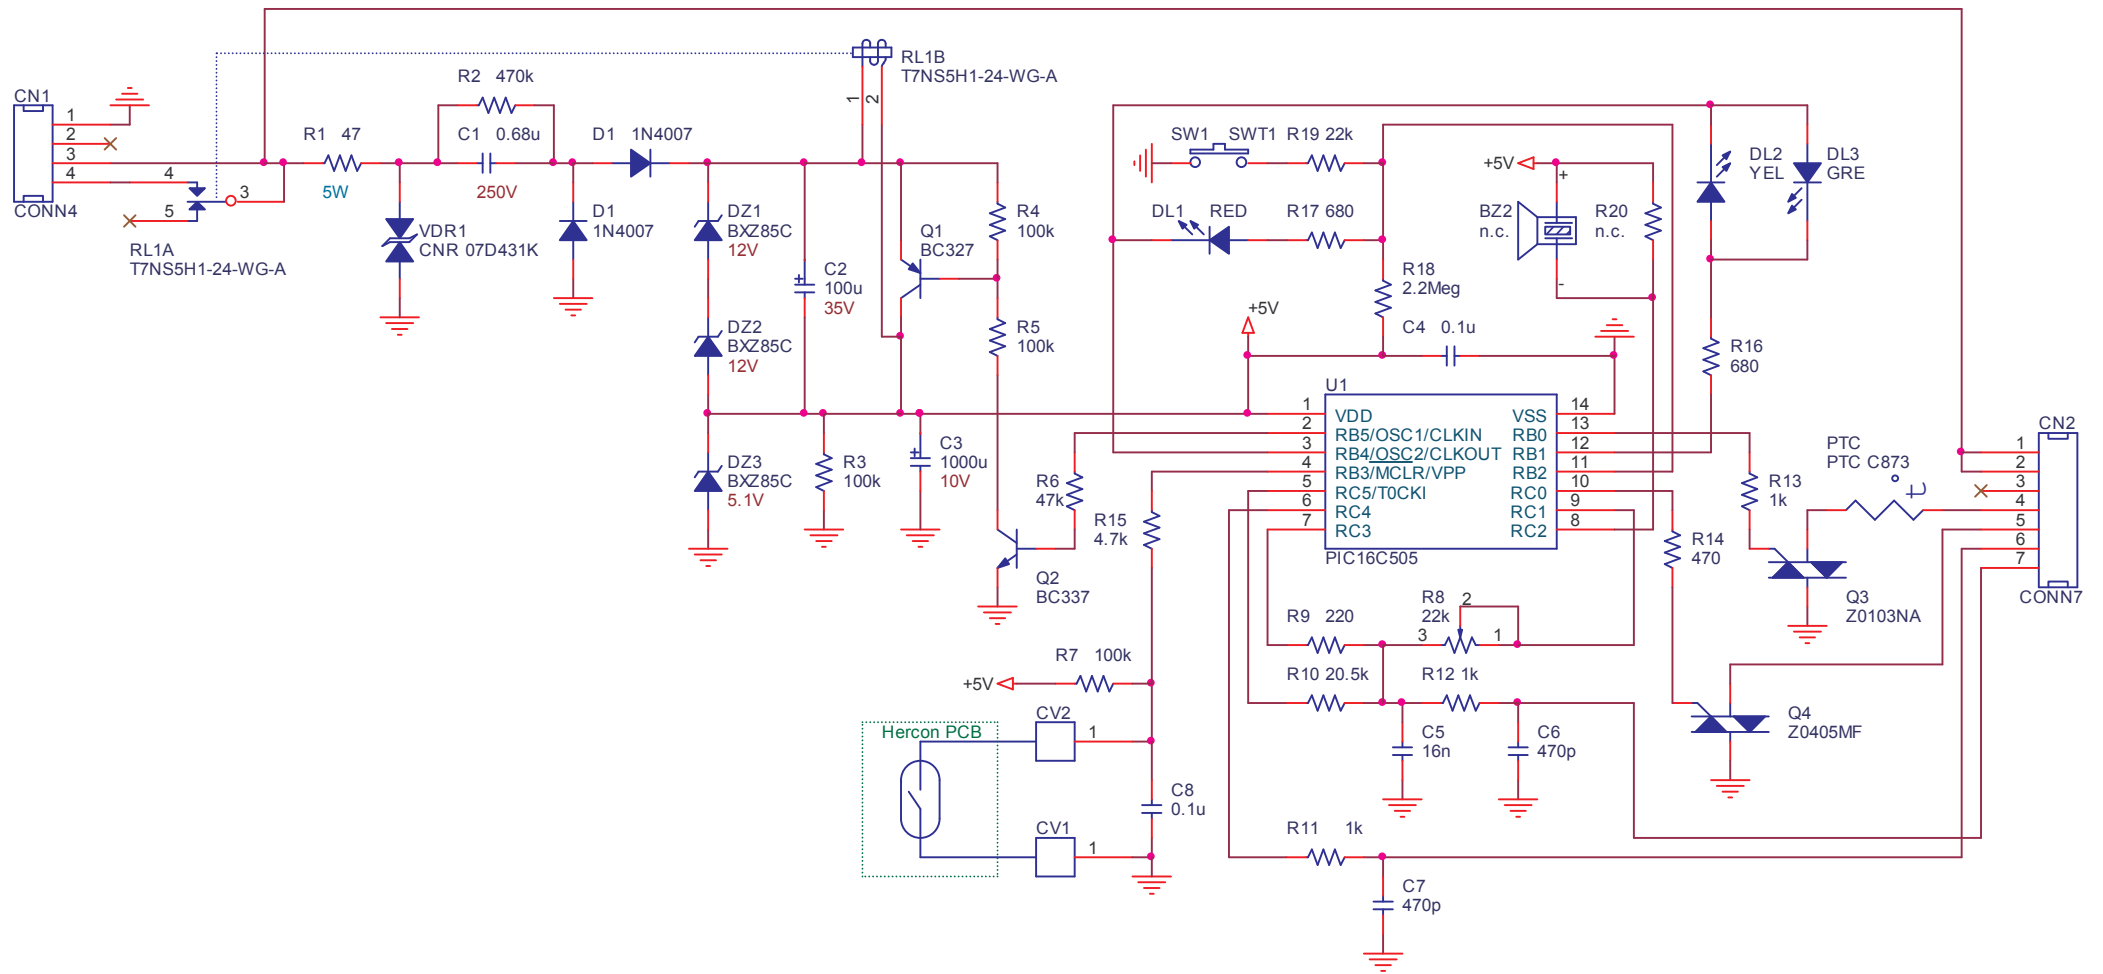 CN1
1
2
3
4
CONN4
4
3
5
RL1A
T7NS5H1-24-WG-A
R1 47
5W
R2 470k
C1 0.68u
250V
VDR1
CNR 07D431K
D1 1N4007
D1
1N4007
DZ1
BXZ85C
12V
DZ2
BXZ85C
12V
DZ3
BXZ85C
5.1V
RL1B
T7NS5H1-24-WG-A
1
2
C2
100u
35V
Q1
BC327
R4
100k
R5
100k
R3
100k
C3
1000u
10V
R6
47k
Q2
BC337
R15
4.7k
R7 100k
+5V
Hercon PCB
CV2
1
CV1
1
C8
0.1u
SW1 SWT1
R19 22k
DL1 RED
R17 680
R18
2.2Meg
C4 0.1u
+5V
+5V
+
BZ2
n.c.
-
R20
n.c.
DL2
YEL
DL3
GRE
R16
680
U1
1 VDD
2 RB5/OSC1/CLKIN
3 RB4/OSC2/CLKOUT
4 RB3/MCLR/VPP
5 RC5/T0CKI
6 RC4
7 RC3
VSS 14
RB0 13
RB1 12
RB2 11
RC0 10
RC1 9
RC2 8
PIC16C505
R9 220
R8
22k
2
3
1
R10 20.5k
R12 1k
C5
16n
C6
470p
R11 1k
C7
470p
R13
1k
R14
470
PTC
PTC C873
Q3
Z0103NA
Q4
Z0405MF
CN2
1
2
3
4
5
6
7
CONN7